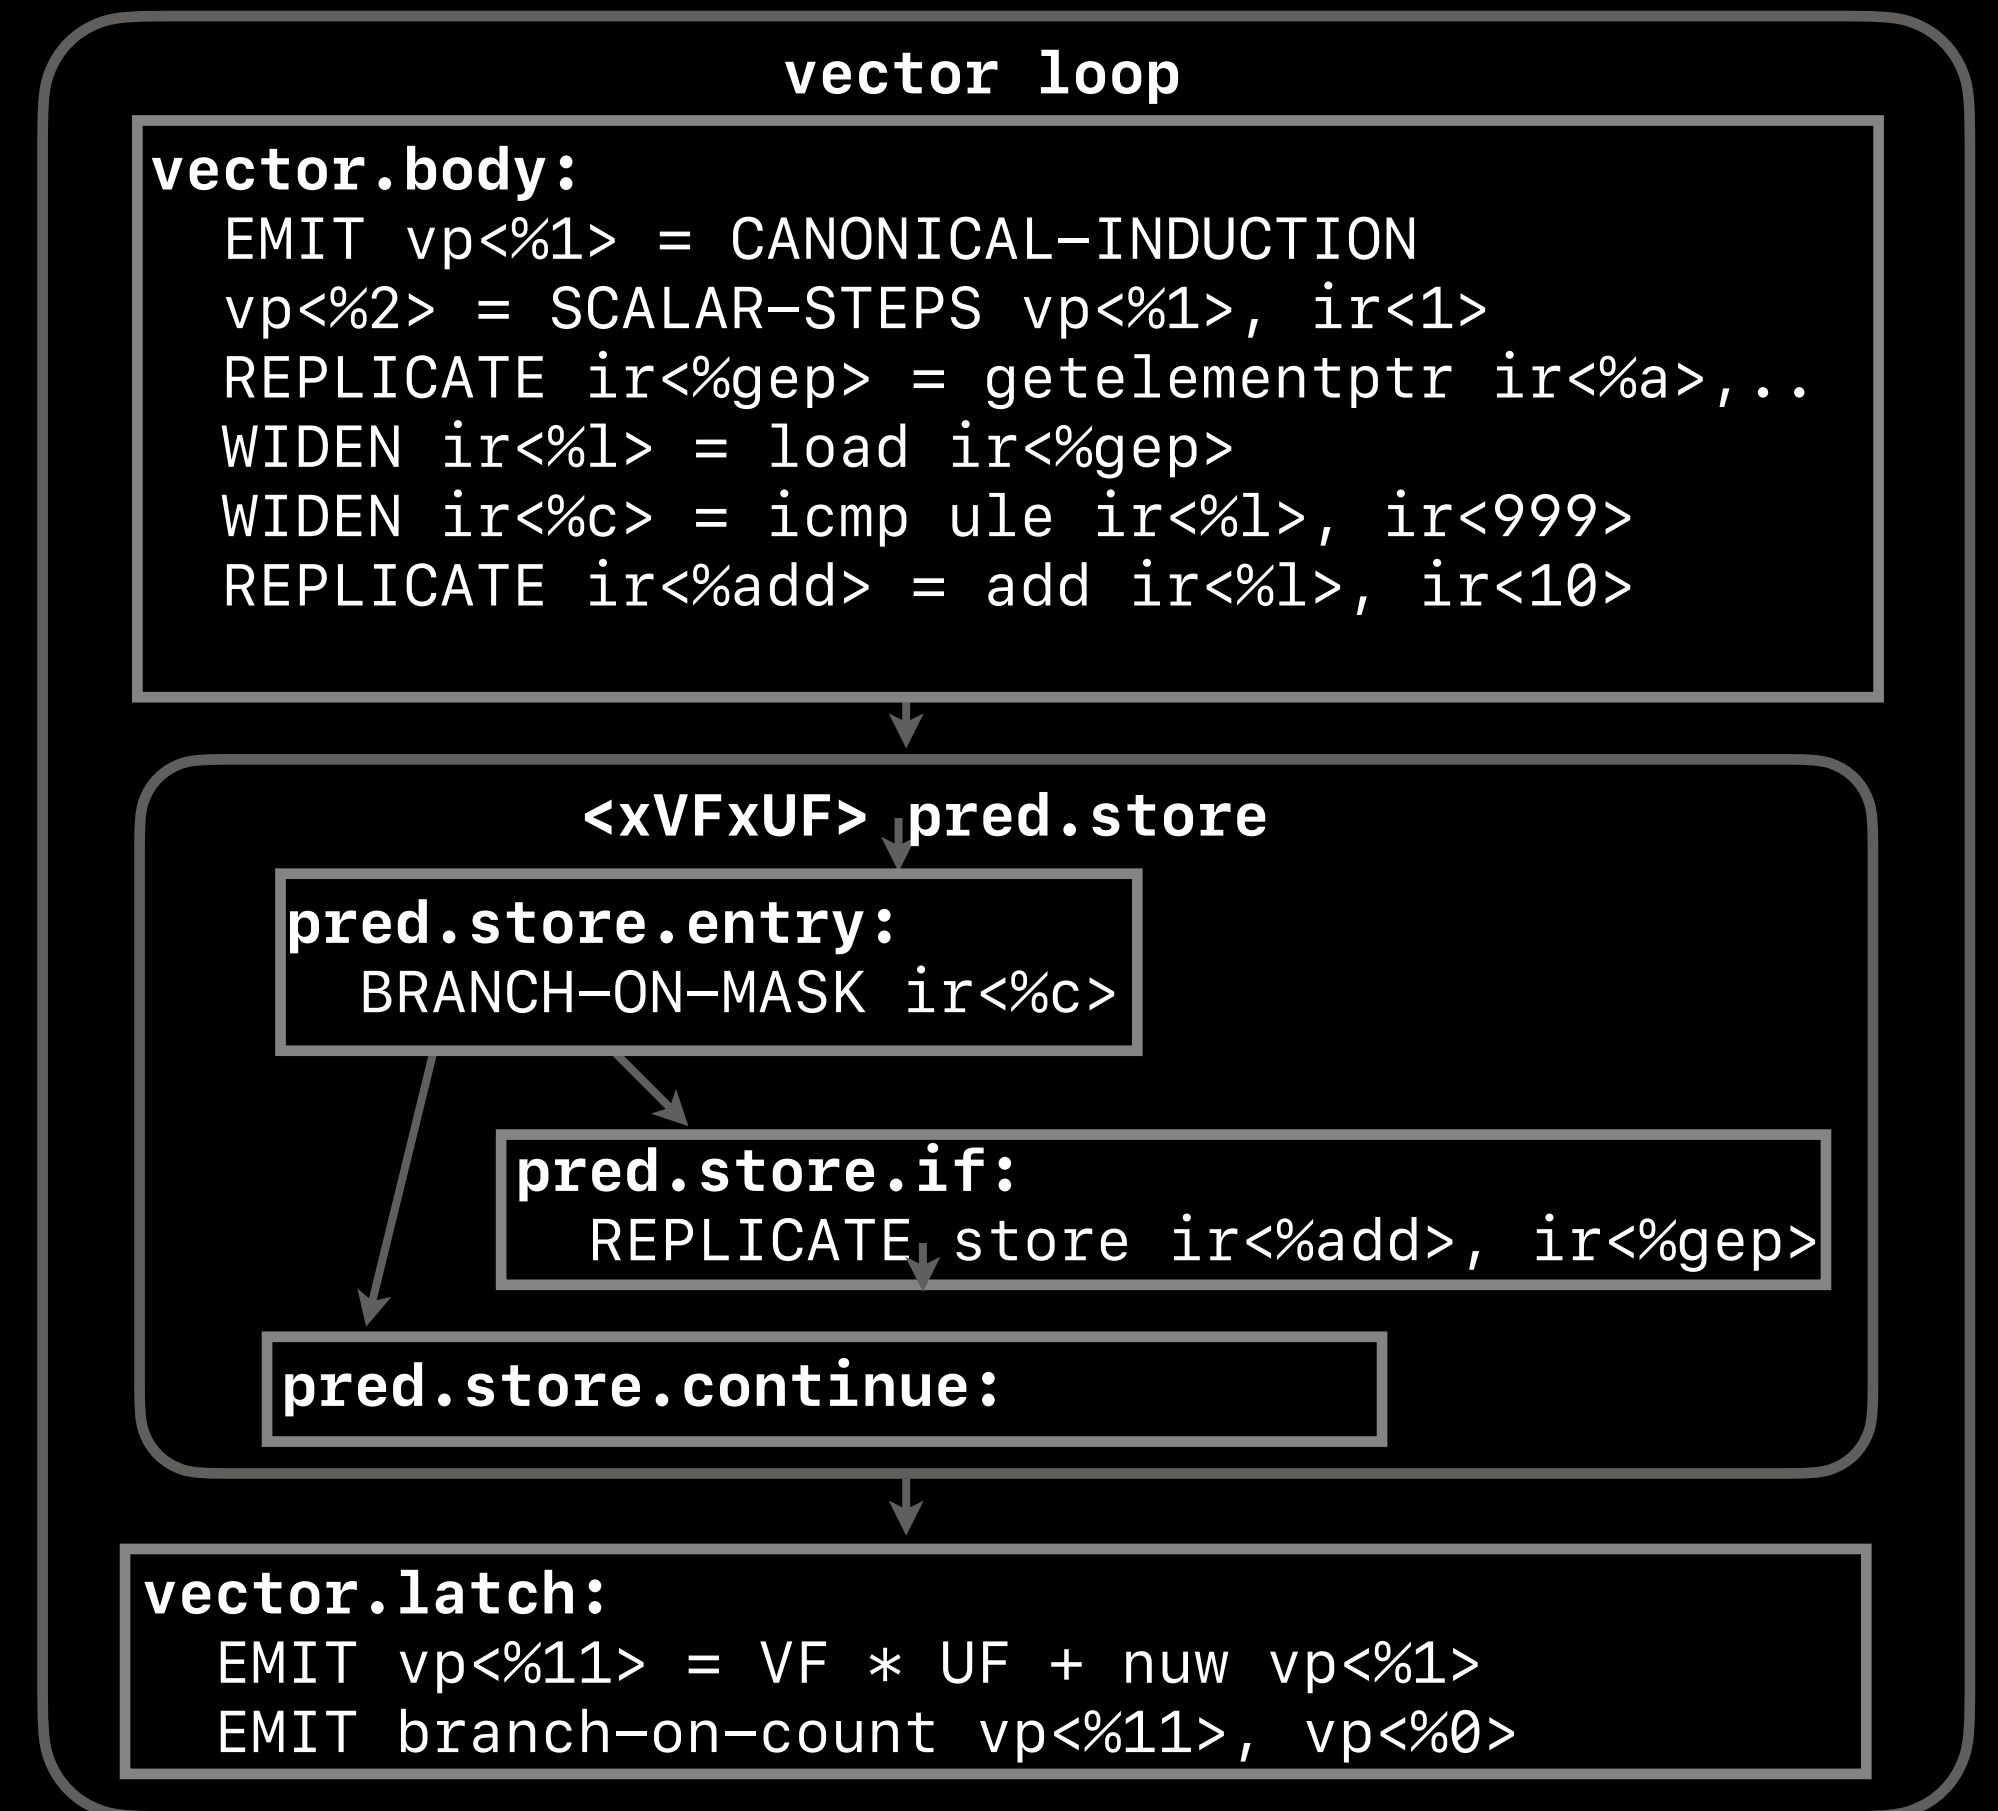 vector loop
vector.body:
EMIT vp<%1> = CANONICAL-INDUCTION
vp<%2> = SCALAR-STEPS vp<%1>, ir<1>
REPLICATE ir<%gep> = getelementptr ir<%a>,..
WIDEN ir<%l> = load ir<%gep>
WIDEN ir<%c> = icmp ule ir<%l>, ir<999>
REPLICATE ir<%add> = add ir<%l>, ir<10>
<xVFxUF> pred.store
pred.store.entry:
BRANCH-ON-MASK ir<%c>
pred.store.if:
REPLICATE store ir<%add>, ir<%gep>
pred.store.continue:
vector.latch:
EMIT vp<%11> = VF * UF + nuw vp<%1>
EMIT branch-on-count vp<%11>, vp<%0>